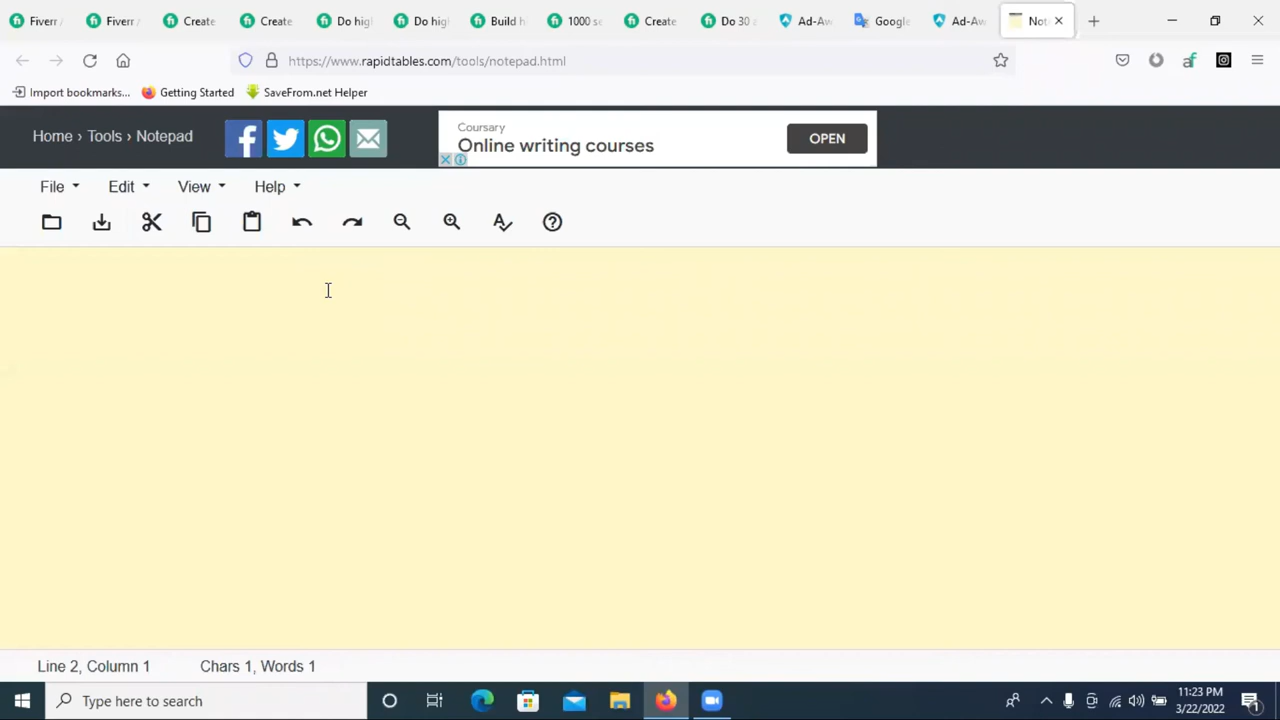 Fiverr / Fiverr / Create Create Do hig Do hig Build h 1000 se Create Do 30 Ad-Aw Google Ad-Aw Not
https://www.rapidtables.com/tools/notepad.html
Import bookmarks... Getting Started SaveFrom.net Helper
Home › Tools › Notepad
Coursary
Online writing courses
OPEN
File Edit View Help
Line 2, Column 1 Chars 1, Words 1
Type here to search
11:23 PM
3/22/2022
1